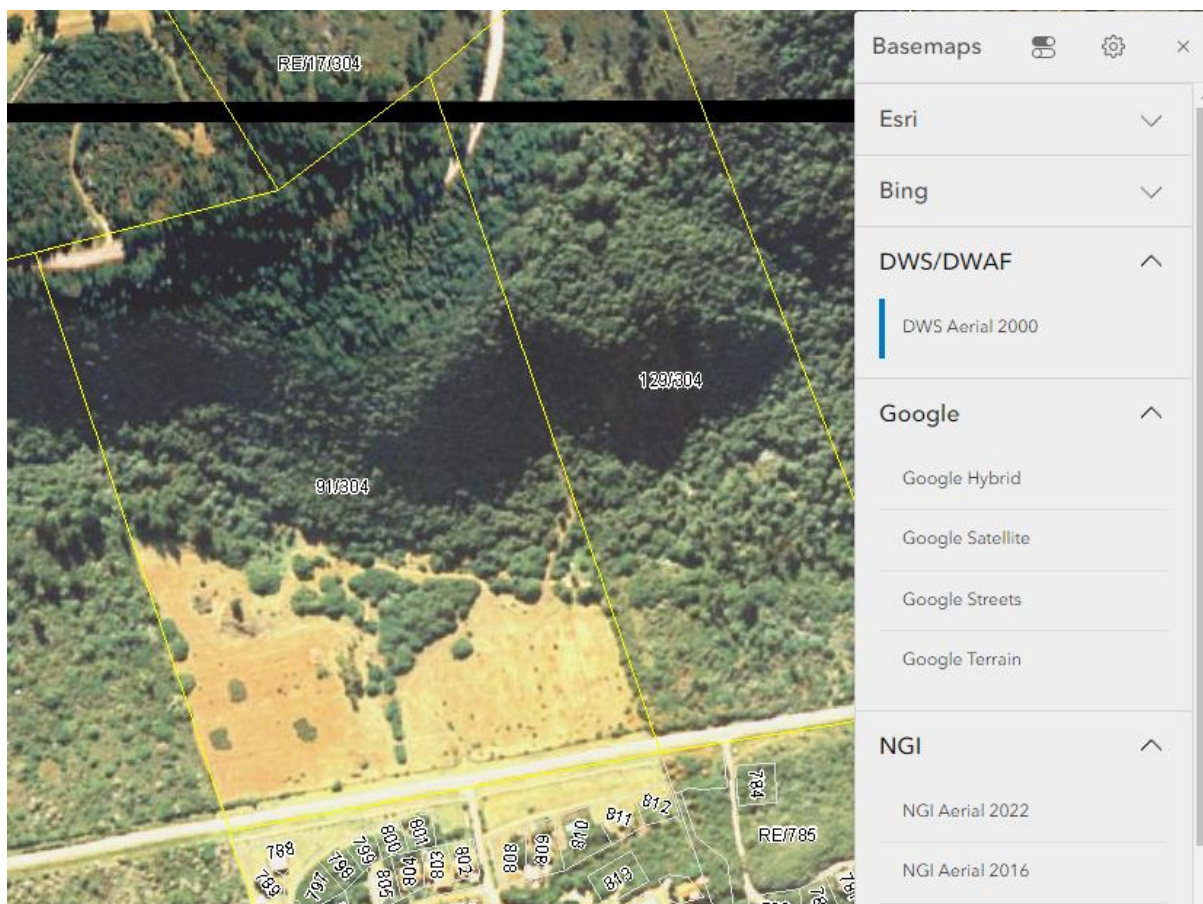 RE/17/304
129/304
91/304
789
789
797
798
799
800
801
805
804
803
802
808
809
810
811
812
813
784
RE/785
Basemaps
Esri
Bing
DWS/DWAF
DWS Aerial 2000
Google
Google Hybrid
Google Satellite
Google Streets
Google Terrain
NGI
NGI Aerial 2022
NGI Aerial 2016